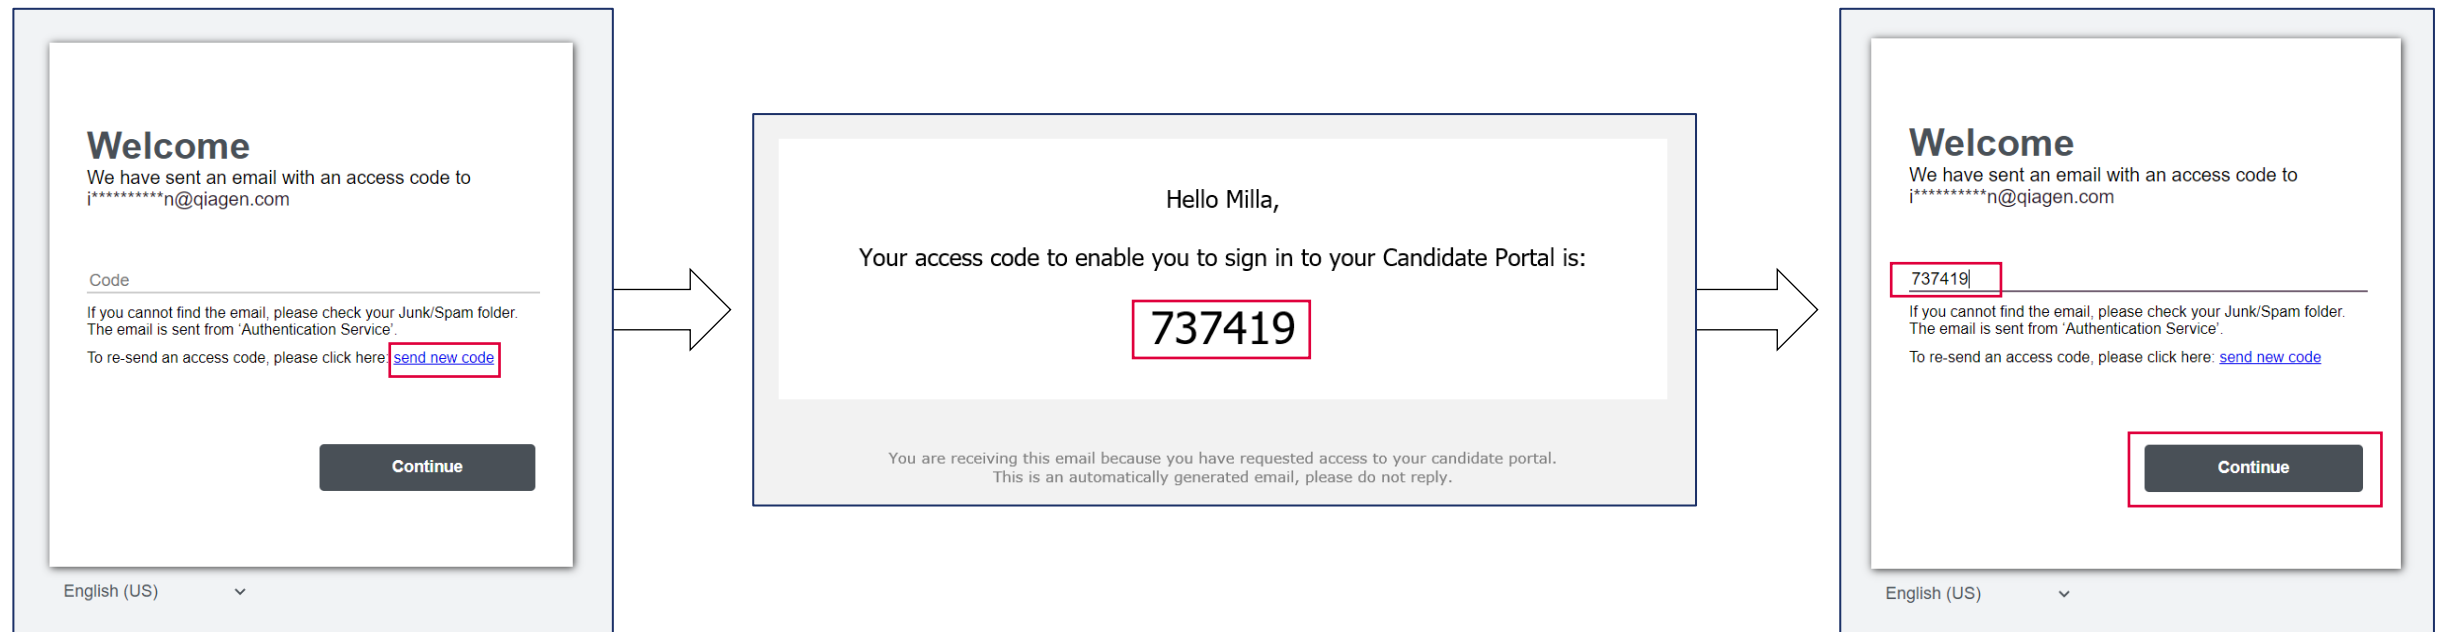 Welcome
We have sent an email with an access code to
i**********n@qiagen.com
Code
If you cannot find the email, please check your Junk/Spam folder.
The email is sent from ‘Authentication Service’.
To re-send an access code, please click here: send new code
Continue
English (US)
Hello Milla,
Your access code to enable you to sign in to your Candidate Portal is:
737419
You are receiving this email because you have requested access to your candidate portal.
This is an automatically generated email, please do not reply.
Welcome
We have sent an email with an access code to
i**********n@qiagen.com
737419
If you cannot find the email, please check your Junk/Spam folder.
The email is sent from ‘Authentication Service’.
To re-send an access code, please click here: send new code
Continue
English (US)